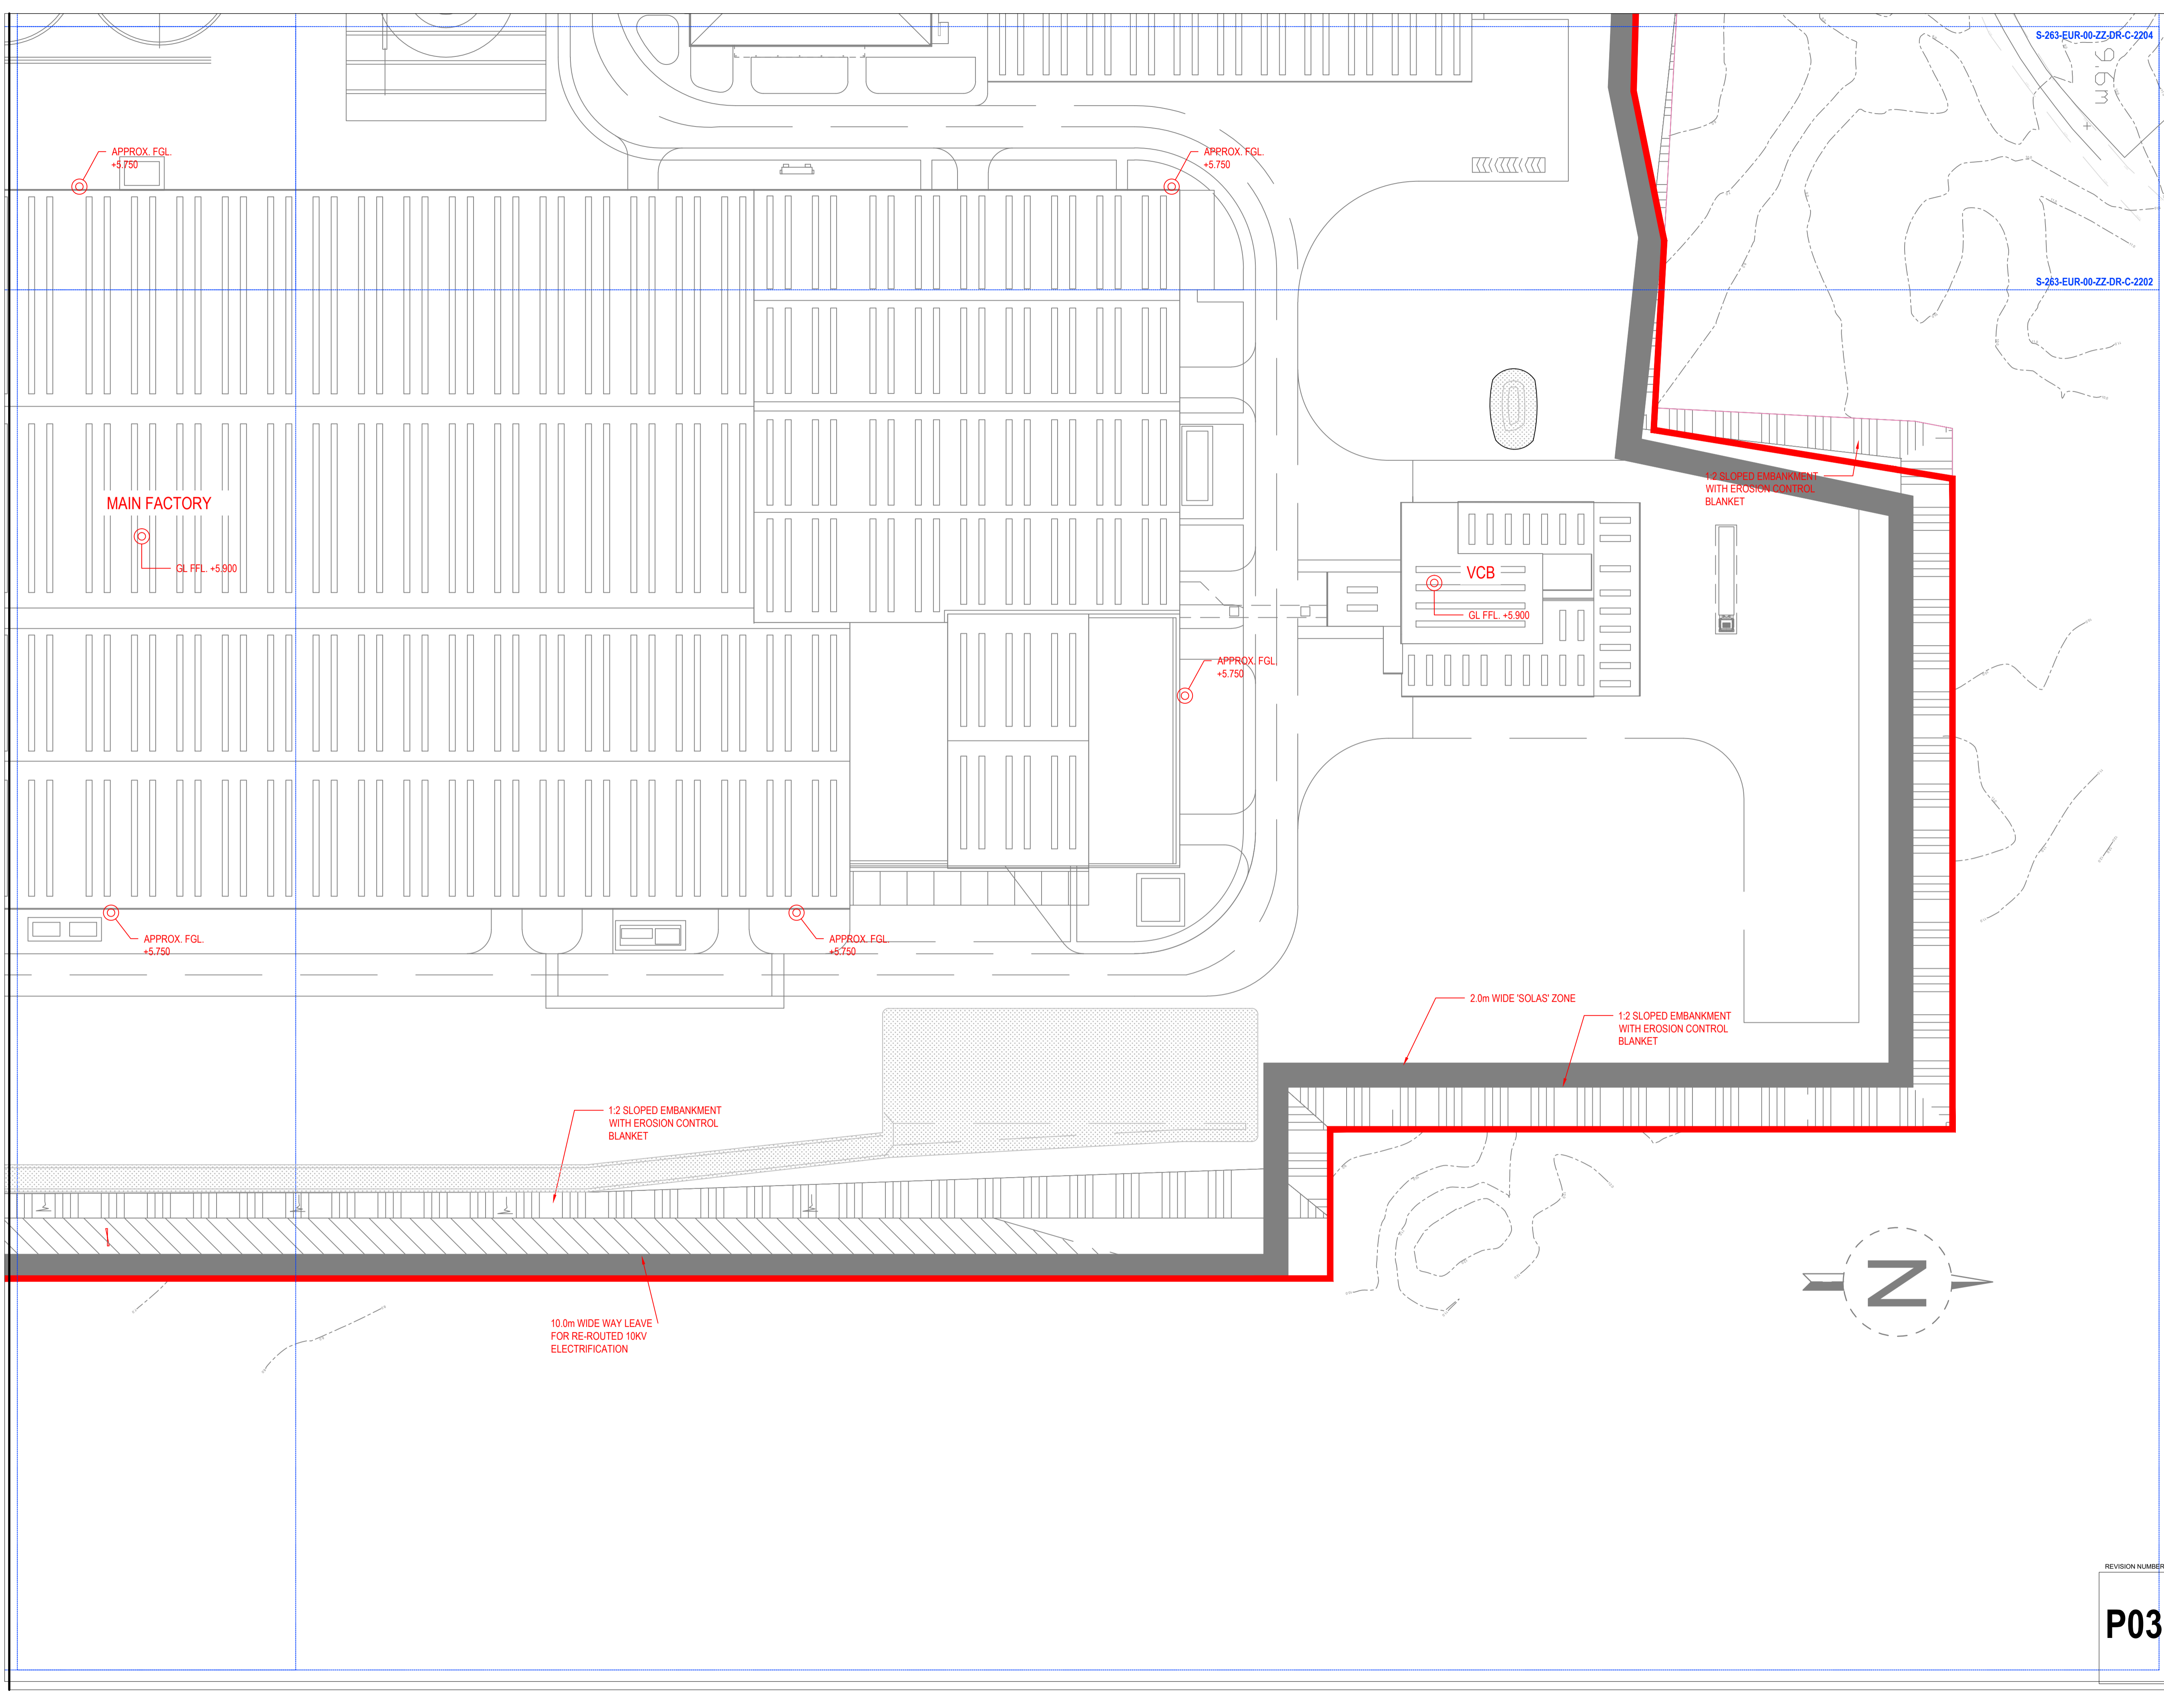 S-263-EUR-00-ZZ-DR-C-2204
APPROX. FGL.
+5.750
APPROX. FGL.
+5.750
S-263-EUR-00-ZZ-DR-C-2202
MAIN FACTORY
GL FFL. +5.900
1:2 SLOPED EMBANKMENT
WITH EROSION CONTROL
BLANKET
VCB
GL FFL. +5.900
APPROX. FGL.
+5.750
APPROX. FGL.
+5.750
APPROX. FGL.
+5.750
2.0m WIDE 'SOLAS' ZONE
1:2 SLOPED EMBANKMENT
WITH EROSION CONTROL
BLANKET
1:2 SLOPED EMBANKMENT
WITH EROSION CONTROL
BLANKET
N
10.0m WIDE WAY LEAVE
FOR RE-ROUTED 10KV
ELECTRIFICATION
REVISION NUMBER
P03